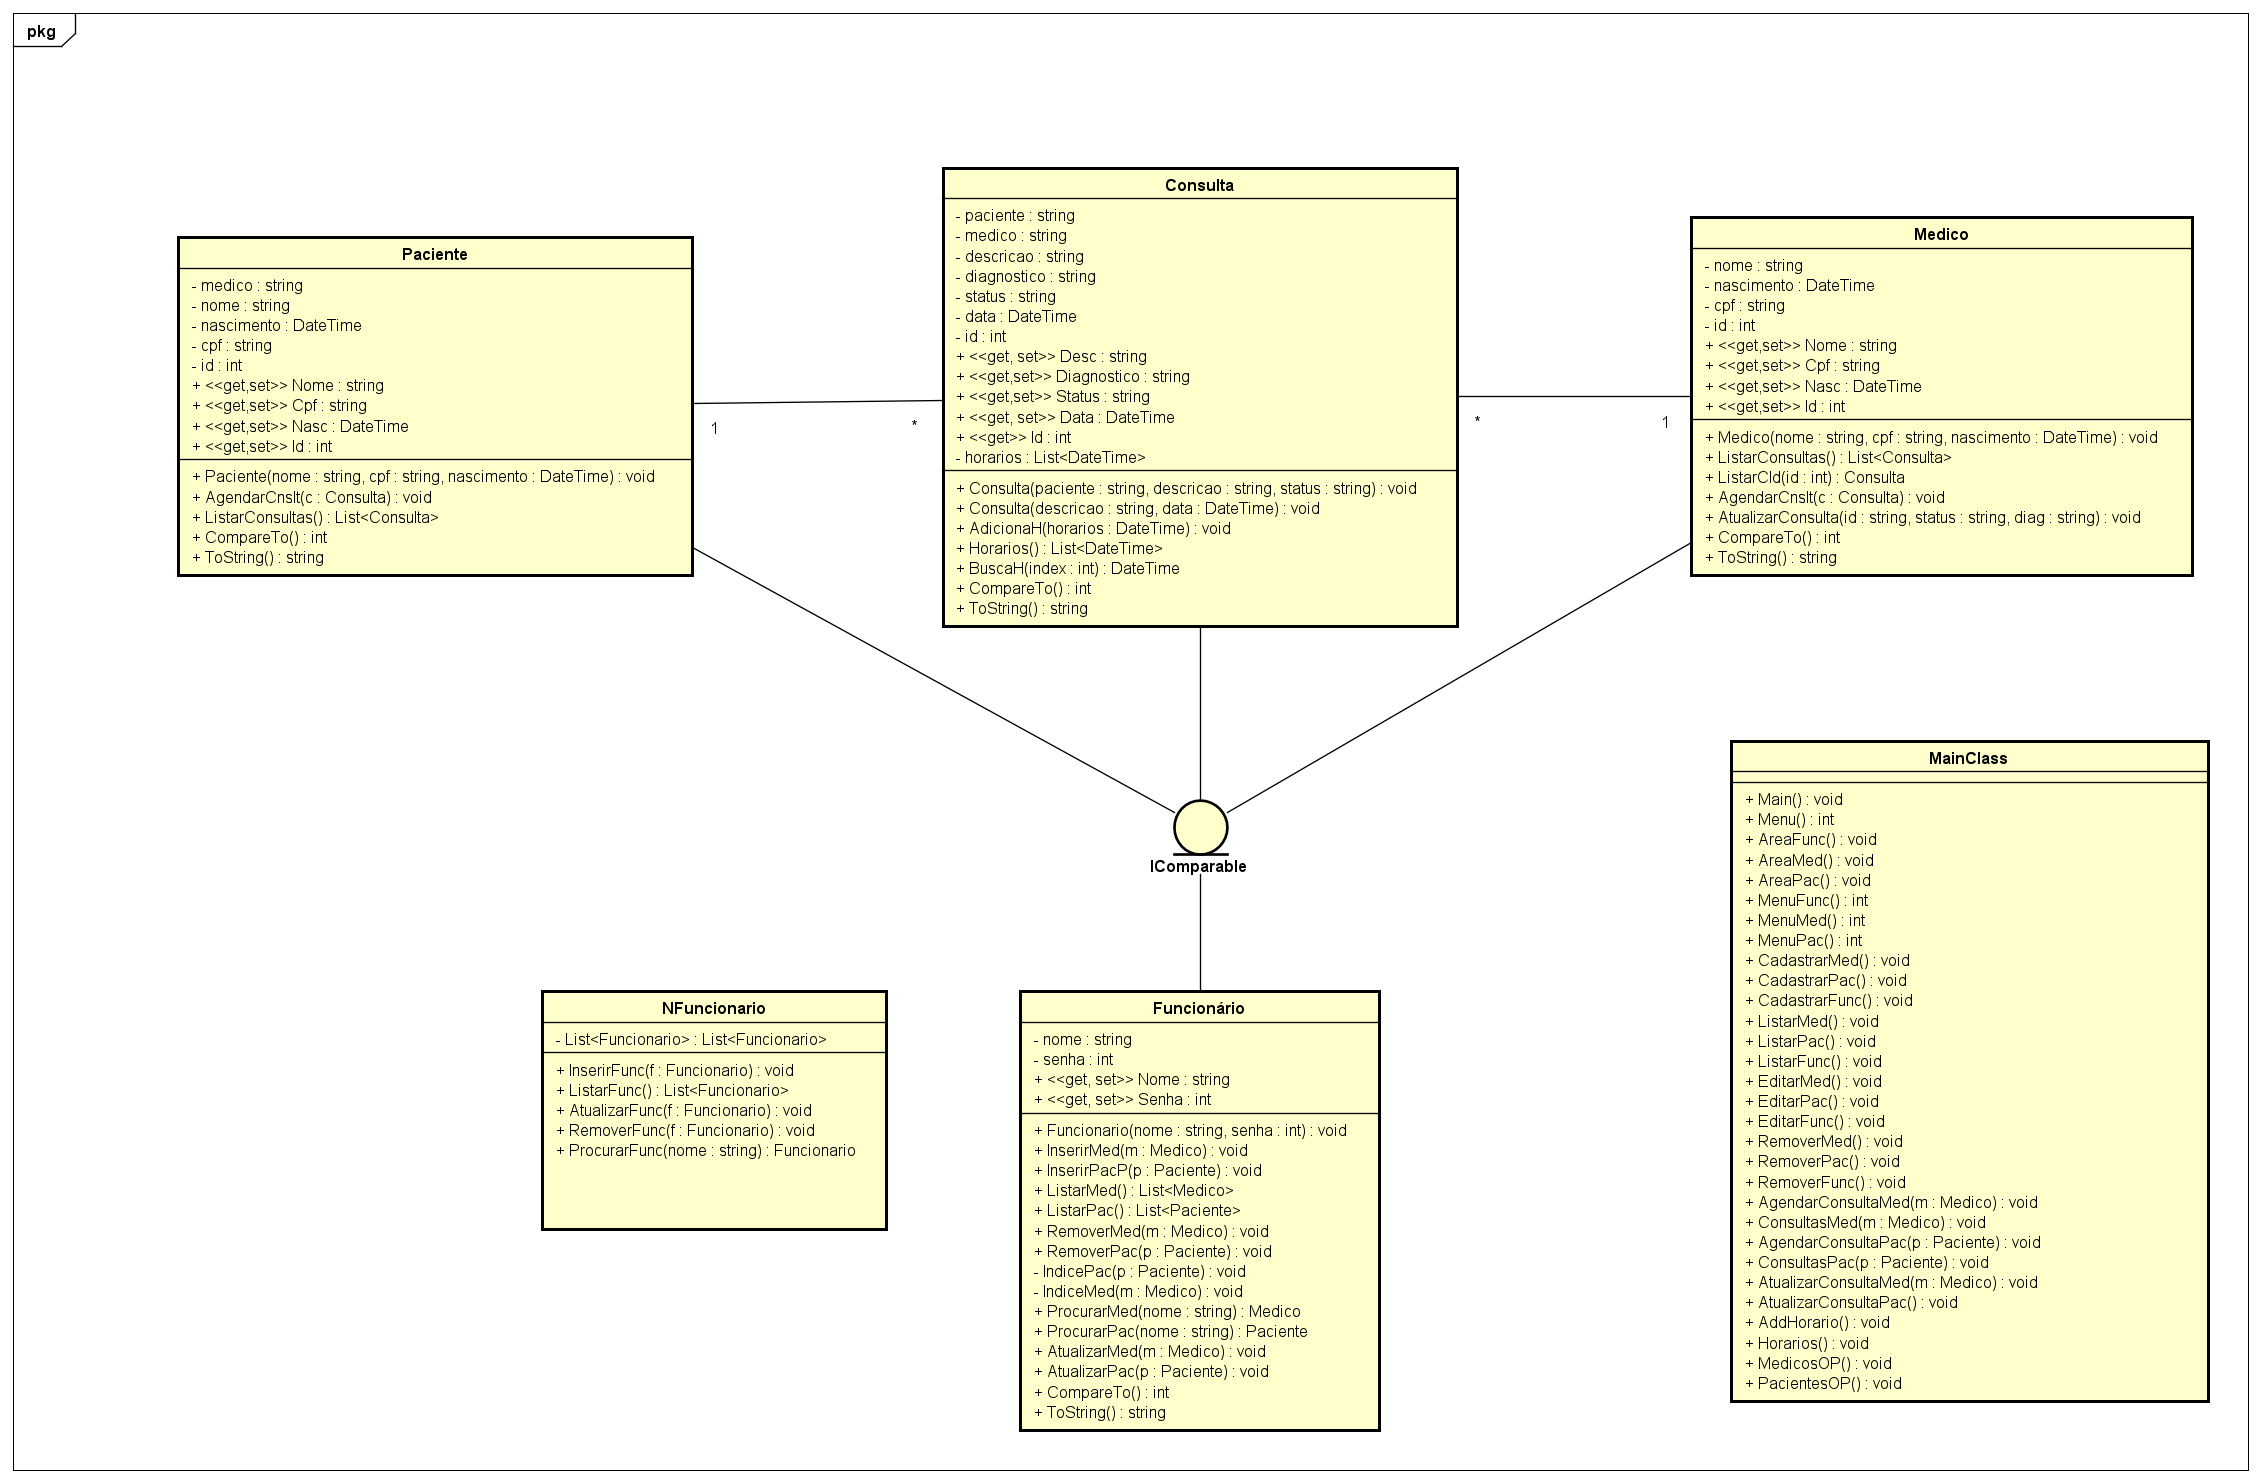 pkg
Paciente
- medico : string
- nome : string
- nascimento : DateTime
- cpf : string
- id : int
+ <<get,set>> Nome : string
+ <<get,set>> Cpf : string
+ <<get,set>> Nasc : DateTime
+ <<get,set>> Id : int
+ Paciente(nome : string, cpf : string, nascimento : DateTime) : void
+ AgendarCnslt(c : Consulta) : void
+ ListarConsultas() : List<Consulta>
+ CompareTo() : int
+ ToString() : string
1
*
Consulta
- paciente : string
- medico : string
- descricao : string
- diagnostico : string
- status : string
- data : DateTime
- id : int
+ <<get, set>> Desc : string
+ <<get,set>> Diagnostico : string
+ <<get,set>> Status : string
+ <<get, set>> Data : DateTime
+ <<get>> Id : int
- horarios : List<DateTime>
+ Consulta(paciente : string, descricao : string, status : string) : void
+ Consulta(descricao : string, data : DateTime) : void
+ AdicionaH(horarios : DateTime) : void
+ Horarios() : List<DateTime>
+ BuscaH(index : int) : DateTime
+ CompareTo() : int
+ ToString() : string
*
1
Medico
- nome : string
- nascimento : DateTime
- cpf : string
- id : int
+ <<get,set>> Nome : string
+ <<get,set>> Cpf : string
+ <<get,set>> Nasc : DateTime
+ <<get,set>> Id : int
+ Medico(nome : string, cpf : string, nascimento : DateTime) : void
+ ListarConsultas() : List<Consulta>
+ ListarCId(id : int) : Consulta
+ AgendarCnslt(c : Consulta) : void
+ AtualizarConsulta(id : string, status : string, diag : string) : void
+ CompareTo() : int
+ ToString() : string
IComparable
NFuncionario
- List<Funcionario> : List<Funcionario>
+ InserirFunc(f : Funcionario) : void
+ ListarFunc() : List<Funcionario>
+ AtualizarFunc(f : Funcionario) : void
+ RemoverFunc(f : Funcionario) : void
+ ProcurarFunc(nome : string) : Funcionario
Funcionário
- nome : string
- senha : int
+ <<get, set>> Nome : string
+ <<get, set>> Senha : int
+ Funcionario(nome : string, senha : int) : void
+ InserirMed(m : Medico) : void
+ InserirPacP(p : Paciente) : void
+ ListarMed() : List<Medico>
+ ListarPac() : List<Paciente>
+ RemoverMed(m : Medico) : void
+ RemoverPac(p : Paciente) : void
- IndicePac(p : Paciente) : void
- IndiceMed(m : Medico) : void
+ ProcurarMed(nome : string) : Medico
+ ProcurarPac(nome : string) : Paciente
+ AtualizarMed(m : Medico) : void
+ AtualizarPac(p : Paciente) : void
+ CompareTo() : int
+ ToString() : string
MainClass
+ Main() : void
+ Menu() : int
+ AreaFunc() : void
+ AreaMed() : void
+ AreaPac() : void
+ MenuFunc() : int
+ MenuMed() : int
+ MenuPac() : int
+ CadastrarMed() : void
+ CadastrarPac() : void
+ CadastrarFunc() : void
+ ListarMed() : void
+ ListarPac() : void
+ ListarFunc() : void
+ EditarMed() : void
+ EditarPac() : void
+ EditarFunc() : void
+ RemoverMed() : void
+ RemoverPac() : void
+ RemoverFunc() : void
+ AgendarConsultaMed(m : Medico) : void
+ ConsultasMed(m : Medico) : void
+ AgendarConsultaPac(p : Paciente) : void
+ ConsultasPac(p : Paciente) : void
+ AtualizarConsultaMed(m : Medico) : void
+ AtualizarConsultaPac() : void
+ AddHorario() : void
+ Horarios() : void
+ MedicosOP() : void
+ PacientesOP() : void